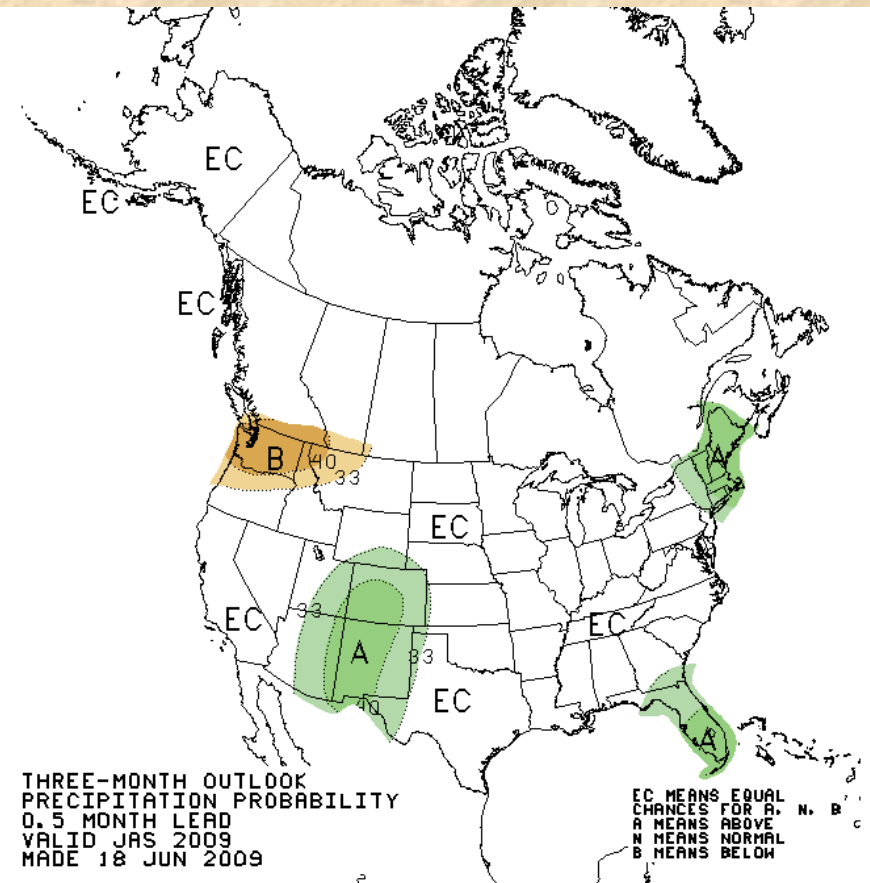 EC
EC
EC
B
40
33
A
EC
33
EC
EC
A
33
40
EC
A
THREE-MONTH OUTLOOK
PRECIPITATION PROBABILITY
0.5 MONTH LEAD
VALID JAS 2009
MADE 18 JUN 2009
EC MEANS EQUAL
CHANCES FOR A, N, B
A MEANS ABOVE
N MEANS NORMAL
B MEANS BELOW